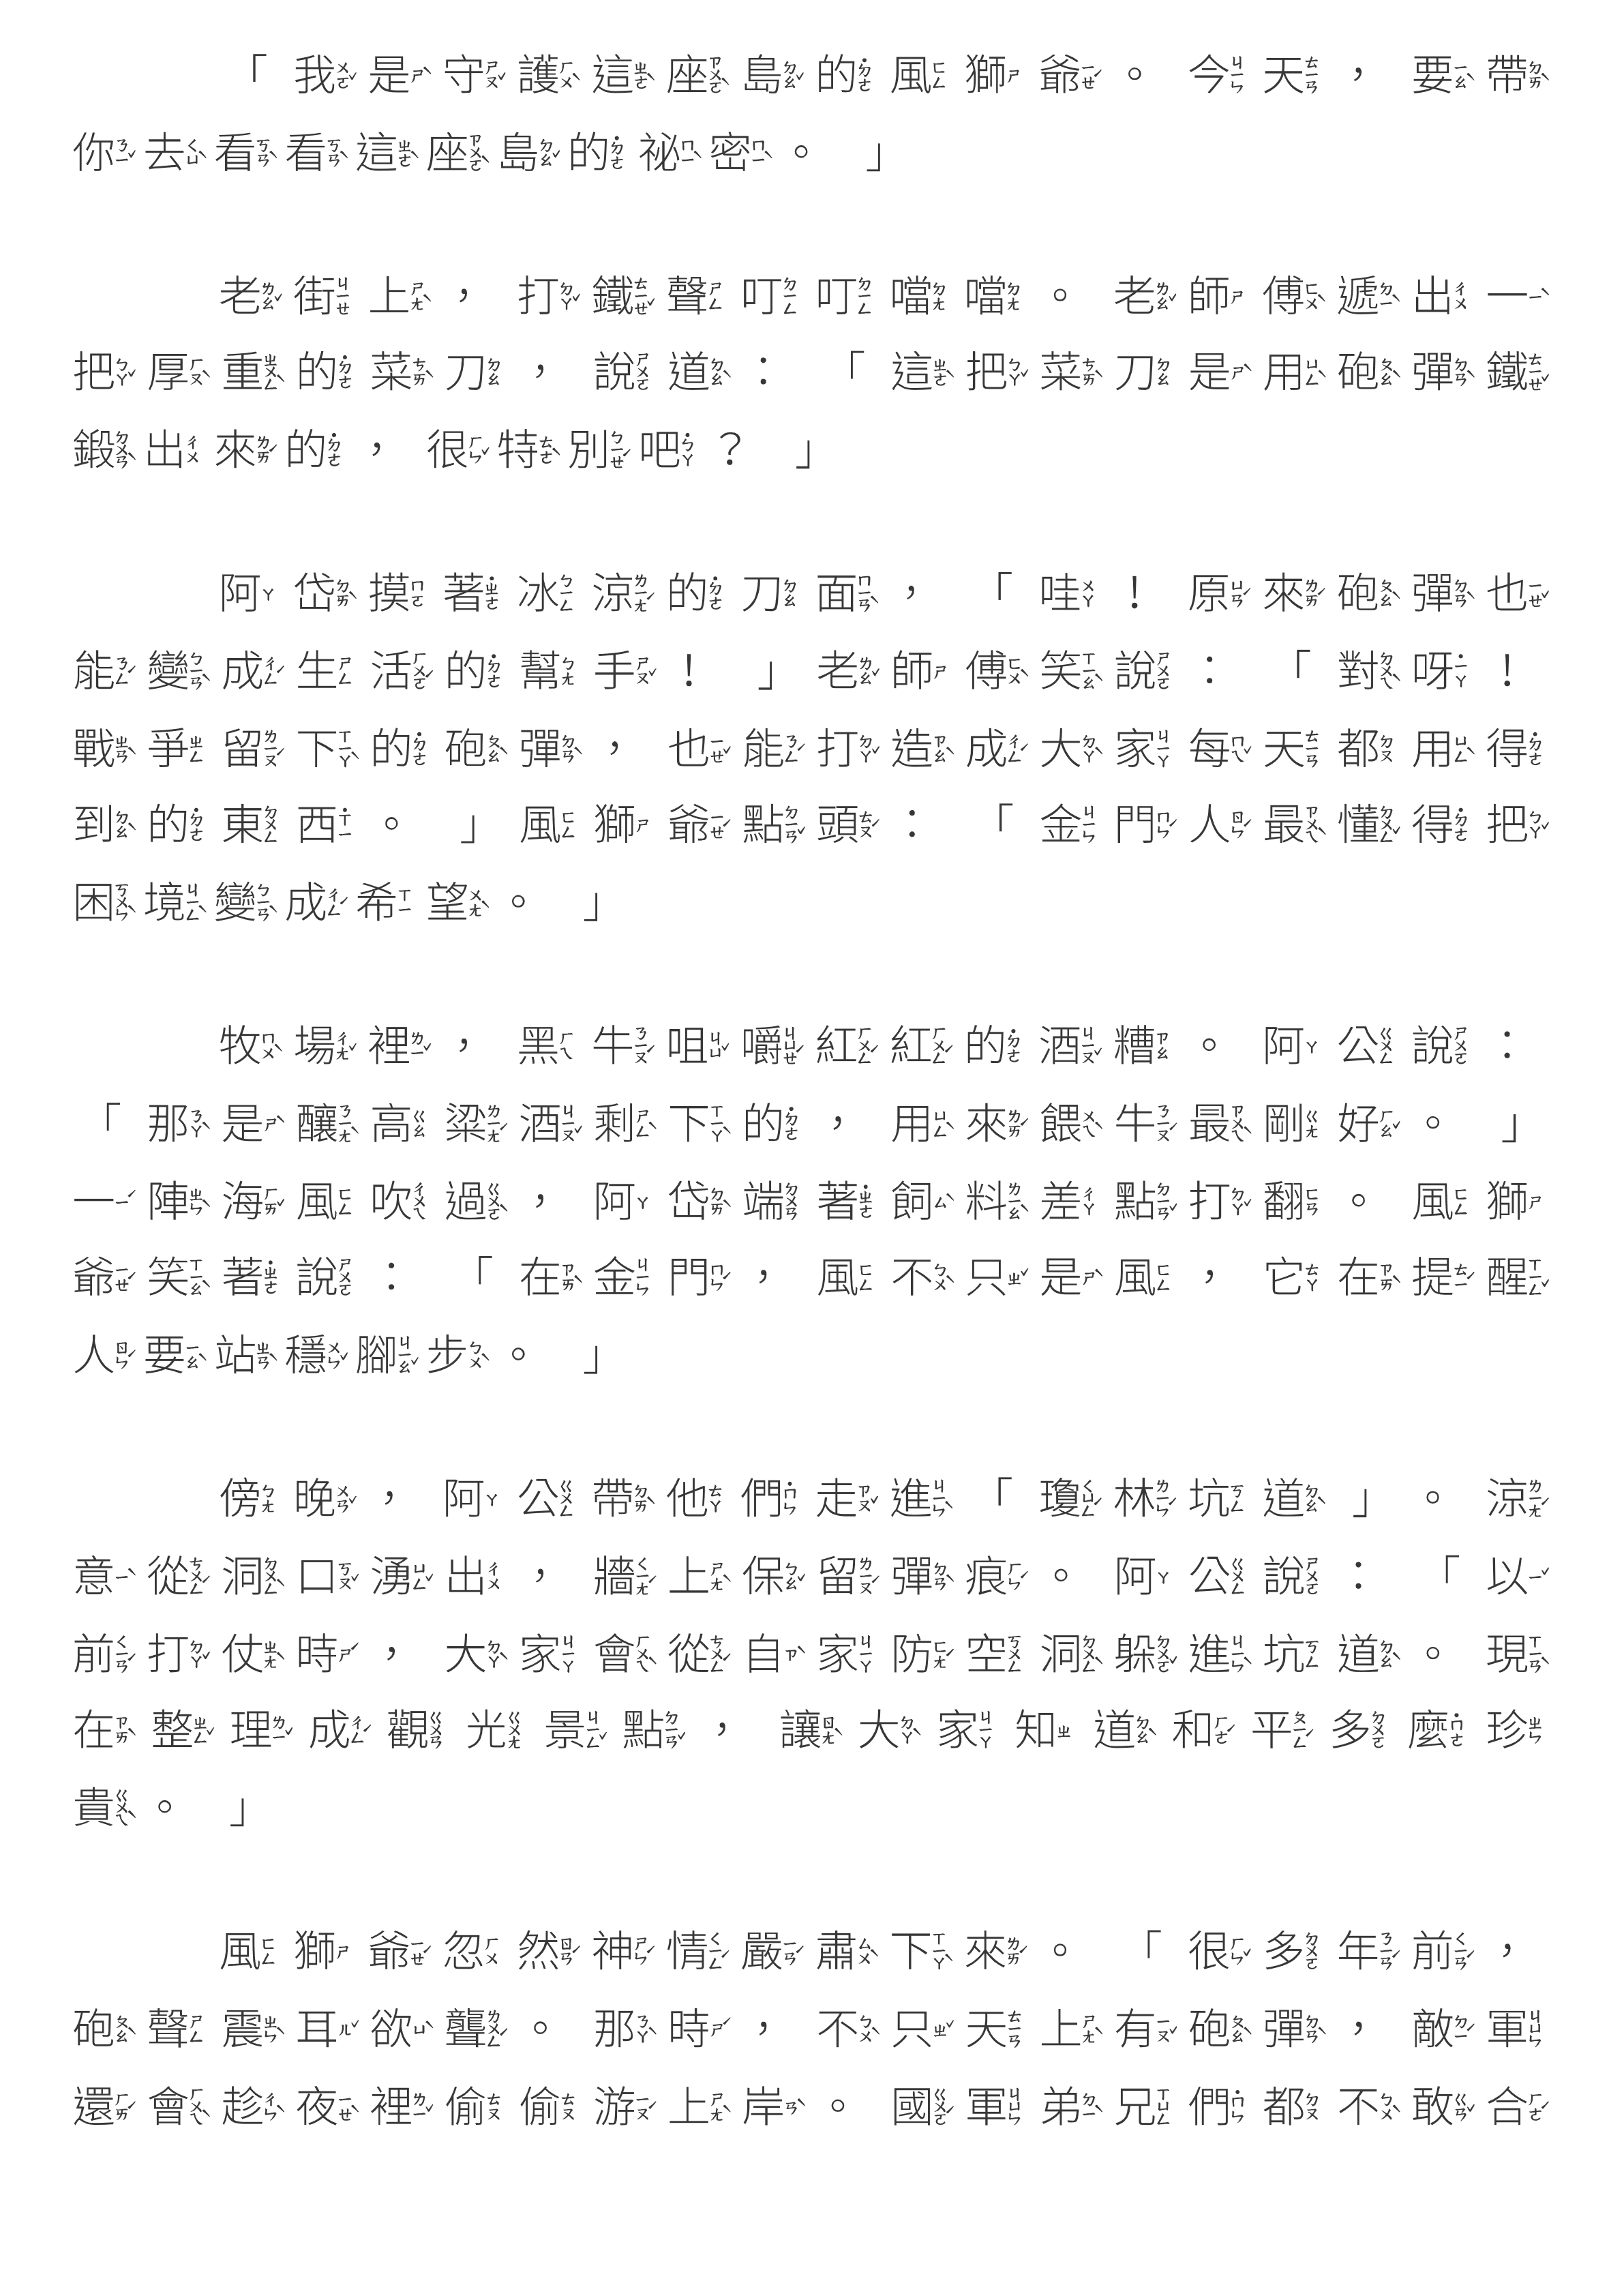 「我是守護這座島的風獅爺。今天，要帶
你去看看這座島的祕密。」
老街上，打鐵聲叮叮噹噹。老師傅遞出一
把厚重的菜刀，說道：「這把菜刀是用砲彈鐵
鍛出來的，很特別吧？」
阿岱摸著冰涼的刀面，「哇！原來砲彈也
能變成生活的幫手！」老師傅笑說：「對呀！
戰爭留下的砲彈，也能打造成大家每天都用得
到的東西。」風獅爺點頭：「金門人最懂得把
困境變成希望。」
牧場裡，黑牛咀嚼紅紅的酒糟。阿公說：
「那是釀高粱酒剩下的，用來餵牛最剛好。」
一陣海風吹過，阿岱端著飼料差點打翻。風獅
爺笑著說：「在金門，風不只是風，它在提醒
人要站穩腳步。」
傍晚，阿公帶他們走進「瓊林坑道」。涼
意從洞口湧出，牆上保留彈痕。阿公說：「以
前打仗時，大家會從自家防空洞躲進坑道。現
在整理成觀光景點，讓大家知道和平多麼珍
貴。」
風獅爺忽然神情嚴肅下來。「很多年前，
砲聲震耳欲聾。那時，不只天上有砲彈，敵軍
還會趁夜裡偷偷游上岸。國軍弟兄們都不敢合